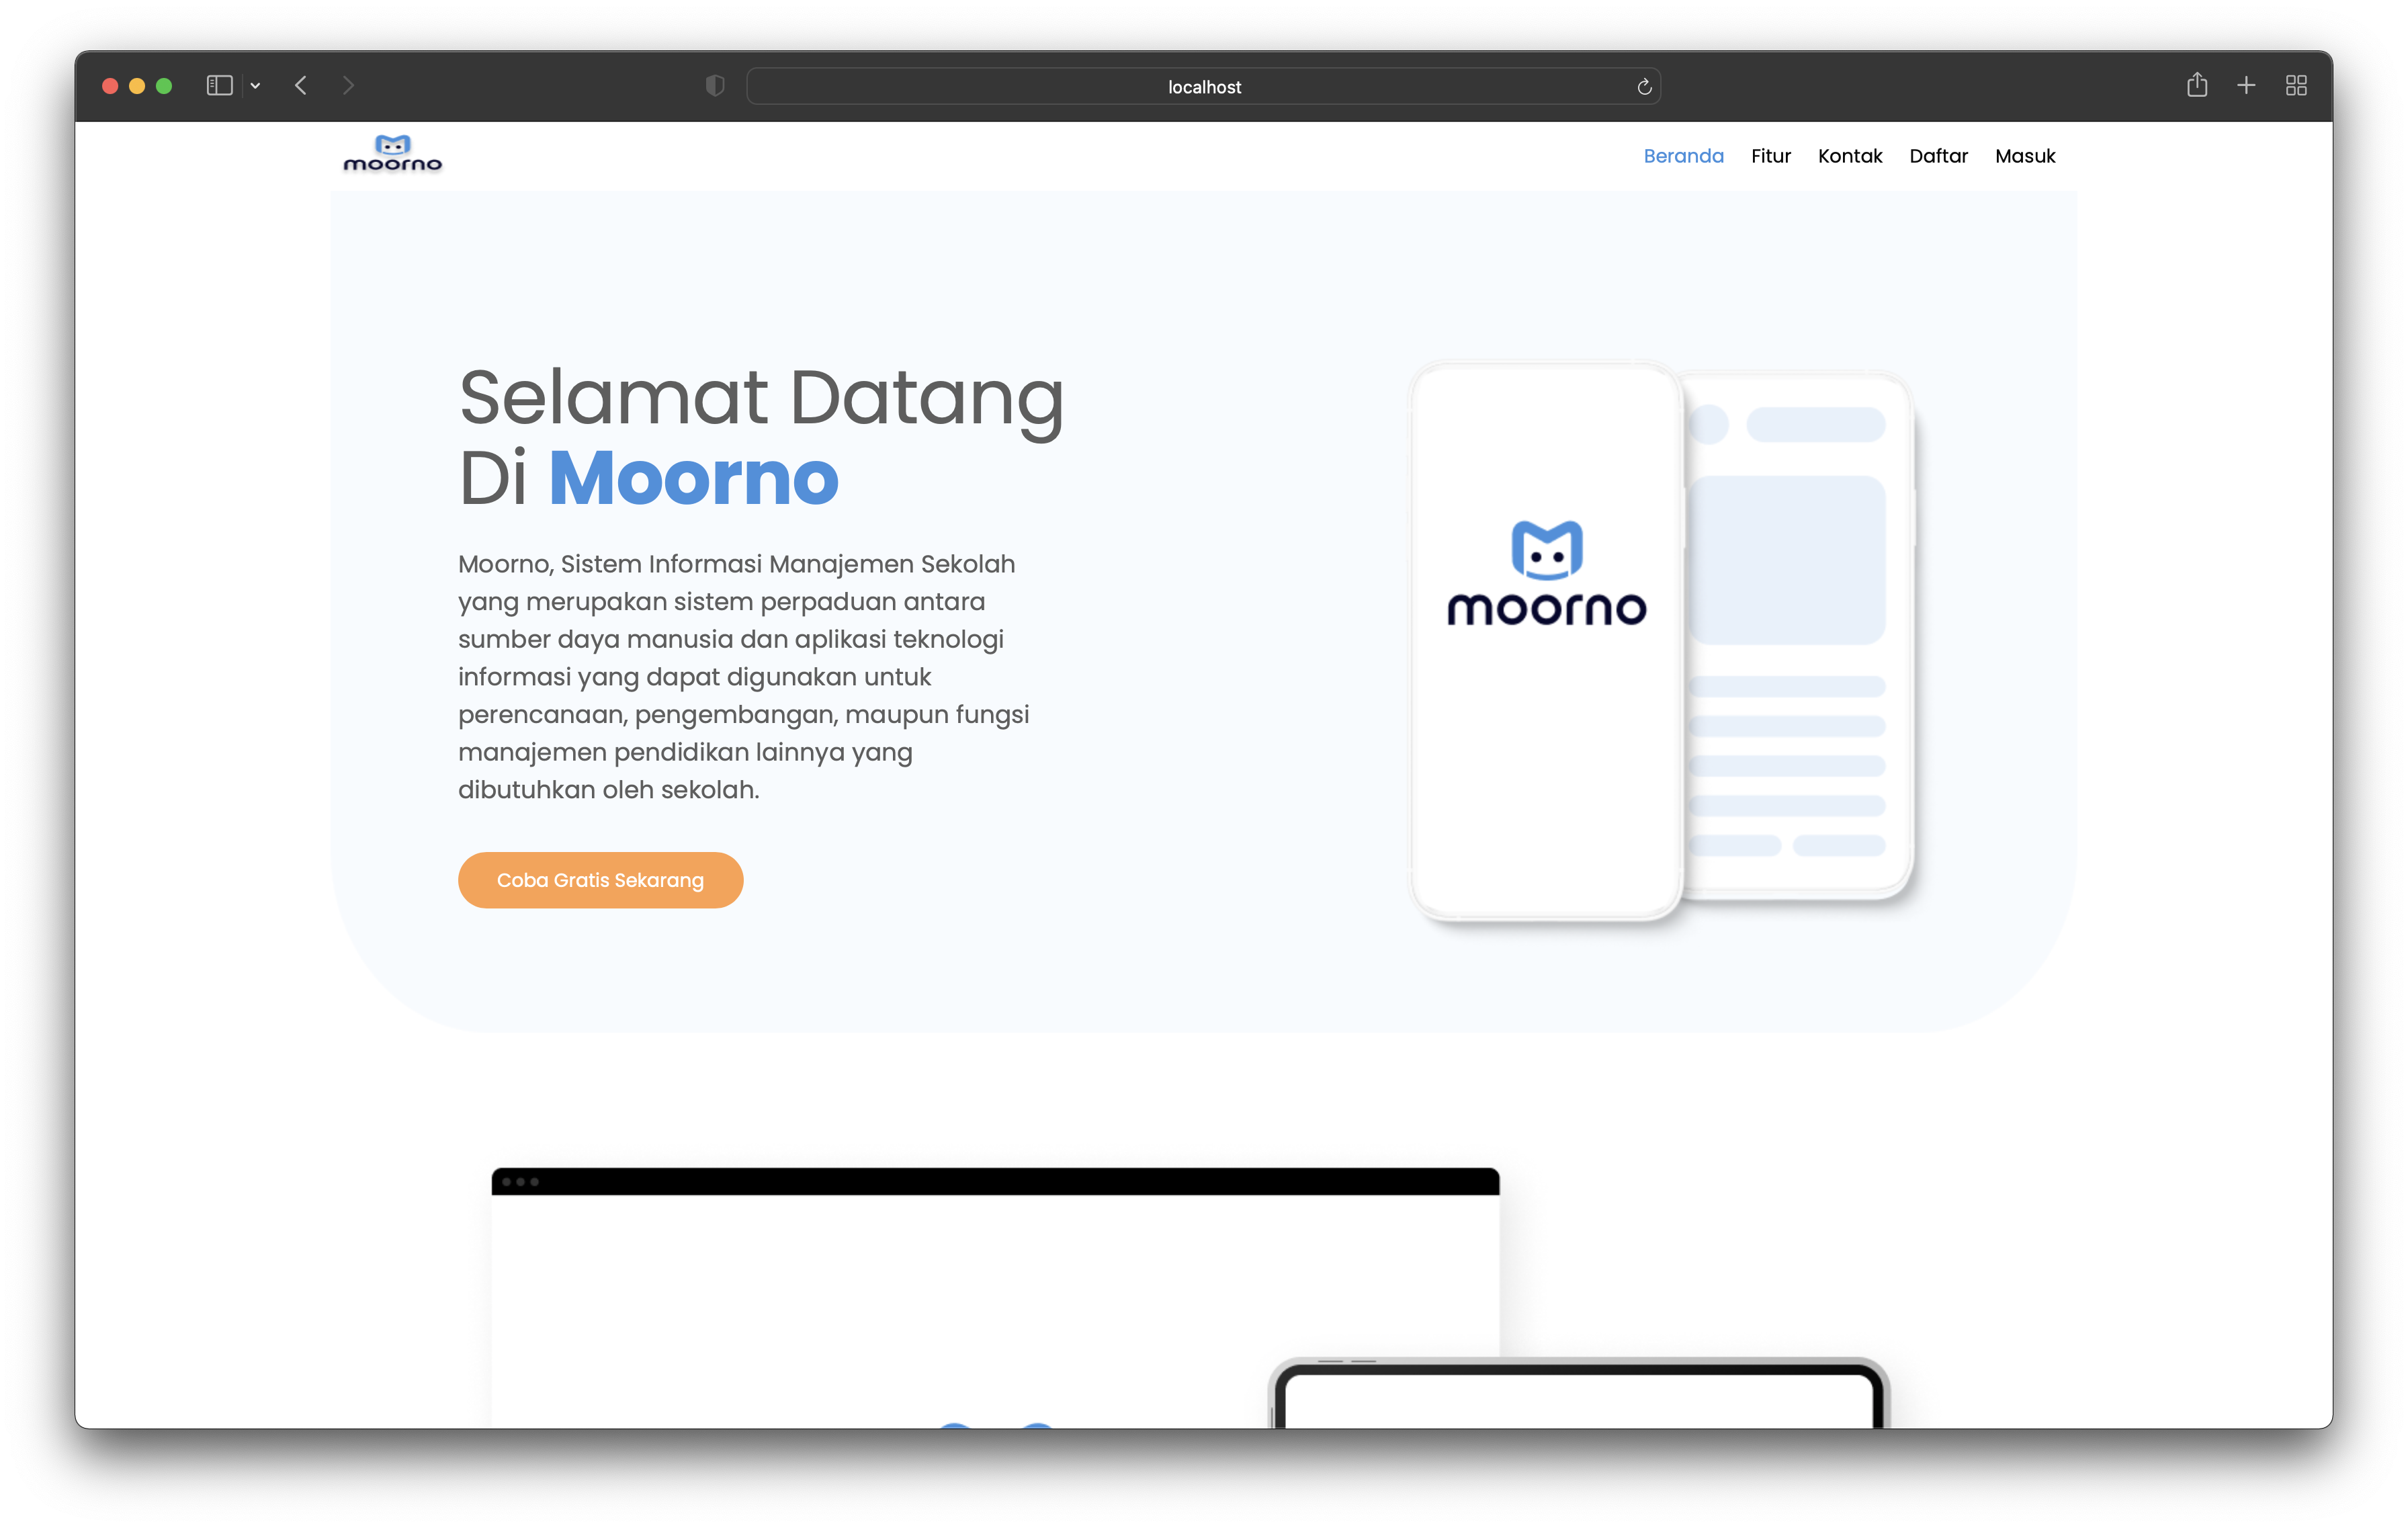 localhost
moorno
Beranda Fitur Kontak Daftar Masuk
Selamat Datang
Di Moorno
Moorno, Sistem Informasi Manajemen Sekolah
yang merupakan sistem perpaduan antara
sumber daya manusia dan aplikasi teknologi
informasi yang dapat digunakan untuk
perencanaan, pengembangan, maupun fungsi
manajemen pendidikan lainnya yang
dibutuhkan oleh sekolah.
Coba Gratis Sekarang
moorno